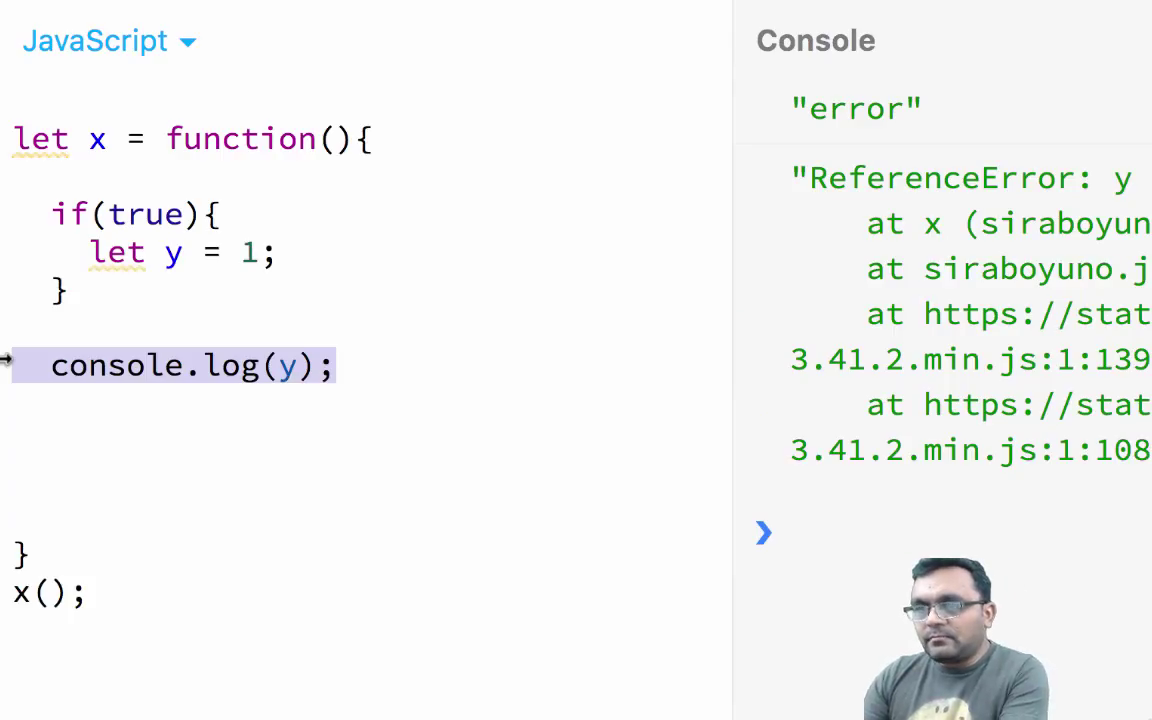 JavaScript
let x = function(){
if(true){
let y = 1;
}
console.log(y);
}
x();
Console
"error"
"ReferenceError: y
at x (siraboyun
at siraboyuno.j
at https://stat
3.41.2.min.js:1:139
at https://stat
3.41.2.min.js:1:108